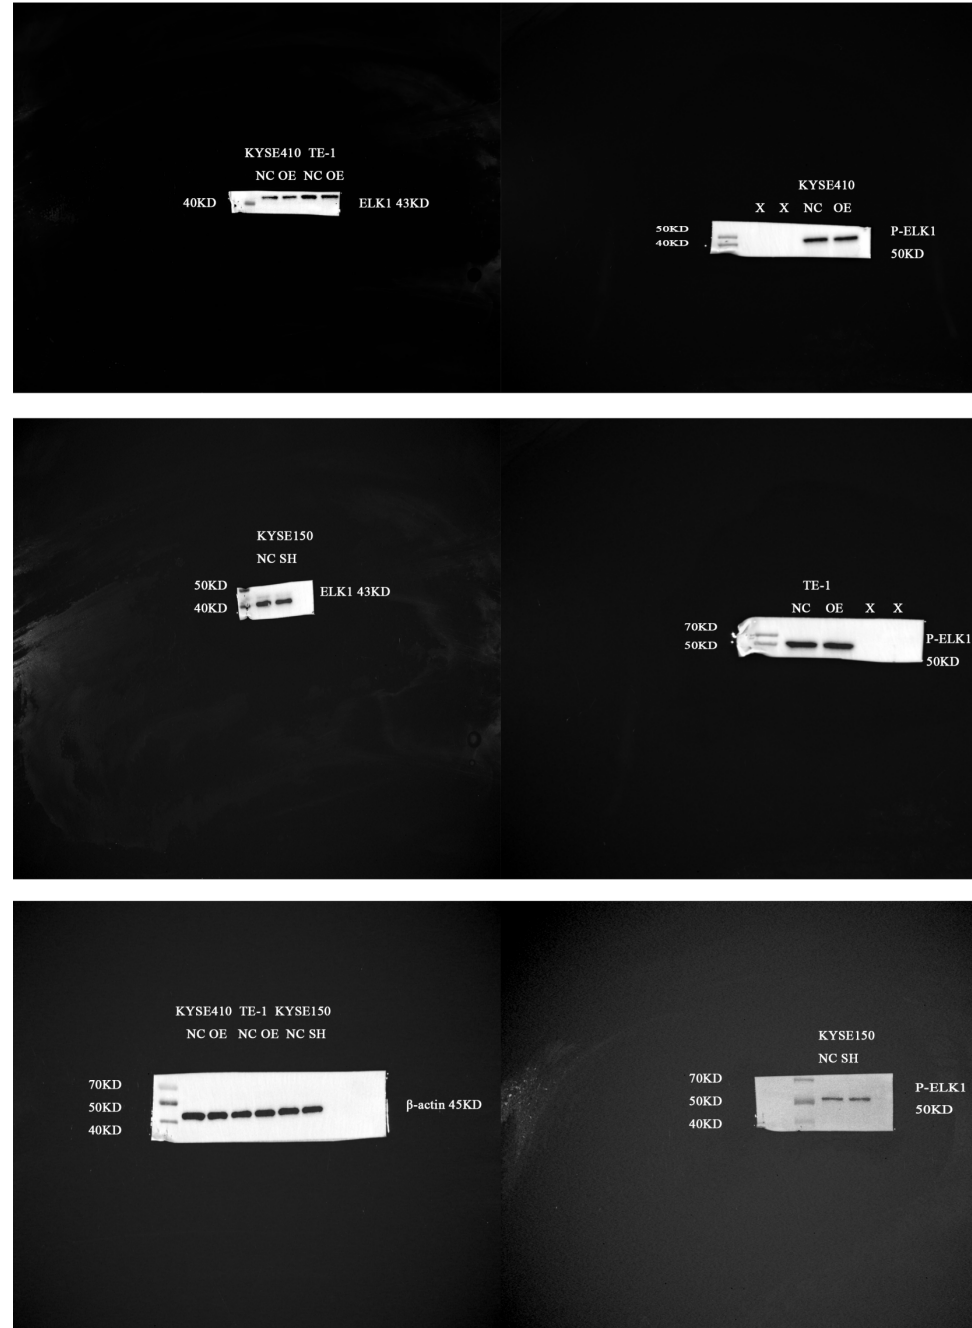 KYSE410 TE-1
NC OE NC OE
40KD ELK1 43KD
KYSE410
X X NC OE
50KD
40KD
P-ELK1
50KD
KYSE150
NC SH
50KD
40KD
ELK1 43KD
TE-1
NC OE X X
70KD
50KD
P-ELK1
50KD
KYSE410 TE-1 KYSE150
NC OE NC OE NC SH
70KD
50KD
40KD
β-actin 45KD
KYSE150
NC SH
70KD
50KD
40KD
P-ELK1
50KD